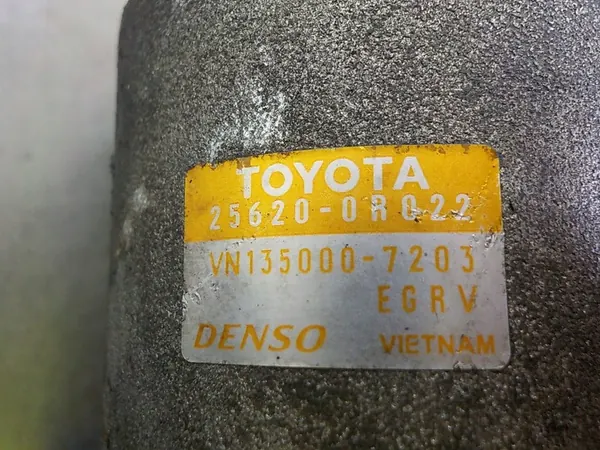 TOYOTA
25620-0R022
VN135000-7203
EGRV
DENSO VIETNAM